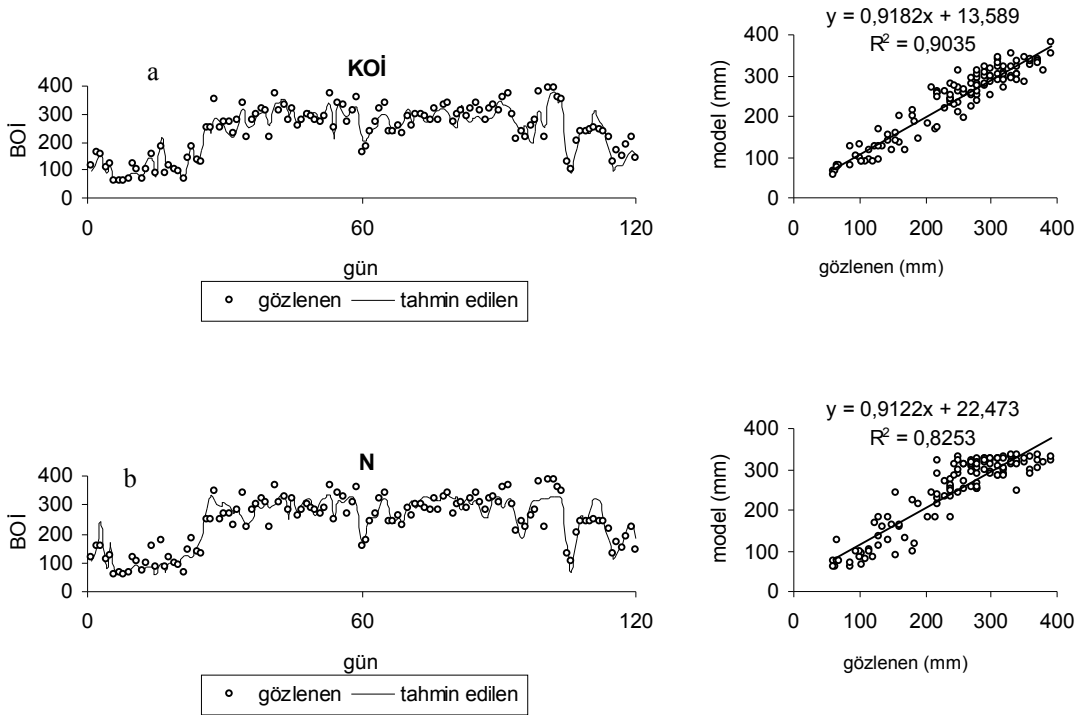 a
KOİ
BOİ
400
300
200
100
0
0
60
120
gün
gözlenen
tahmin edilen
y = 0,9182x + 13,589
R² = 0,9035
model (mm)
400
300
200
100
0
0
100
200
300
400
gözlenen (mm)
b
N
BOİ
400
300
200
100
0
0
60
120
gün
gözlenen
tahmin edilen
y = 0,9122x + 22,473
R² = 0,8253
model (mm)
400
300
200
100
0
0
100
200
300
400
gözlenen (mm)